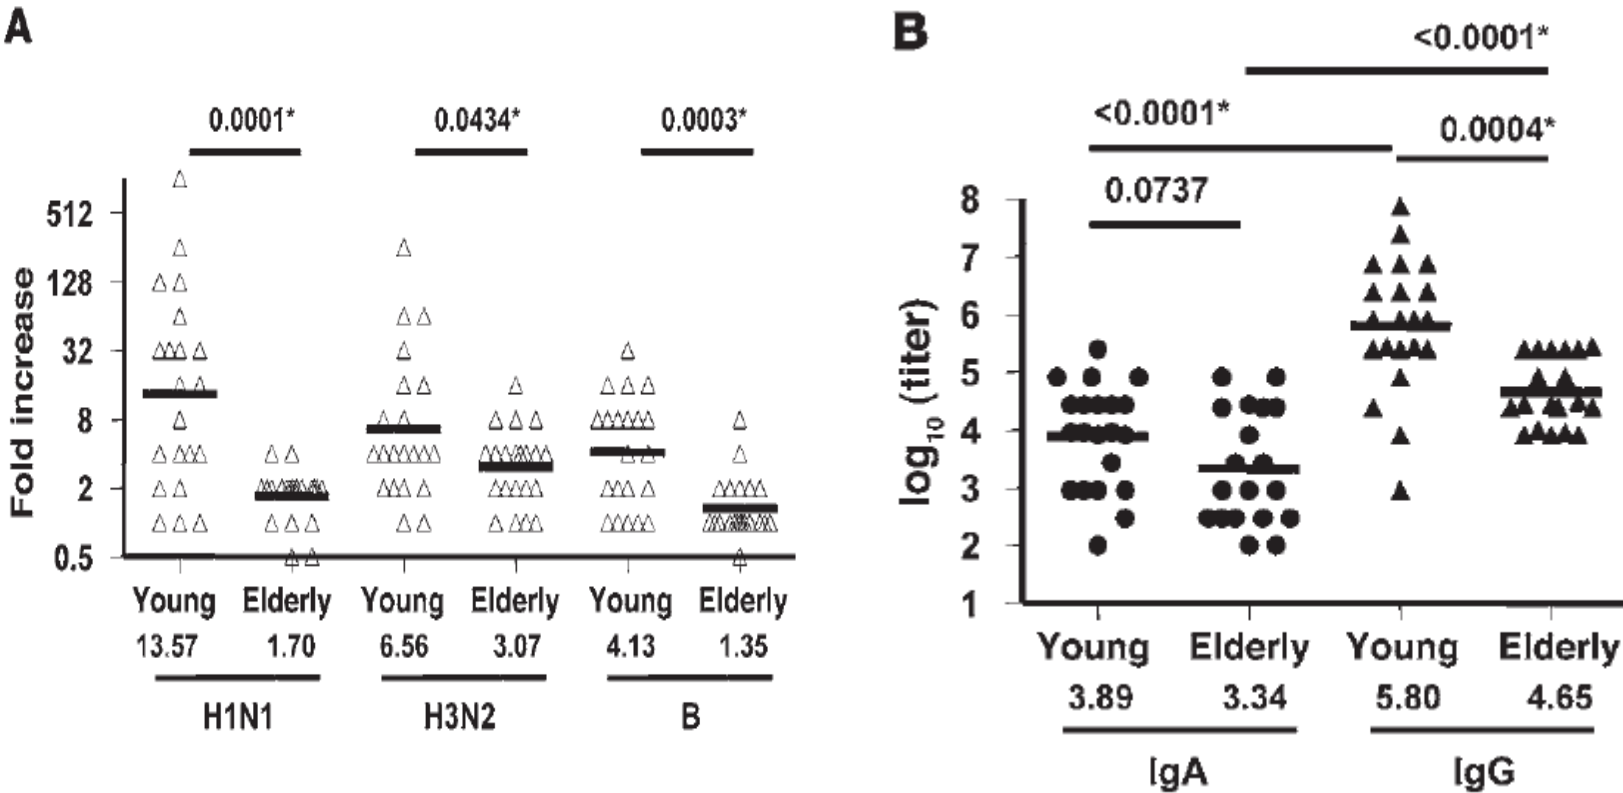 A
0.0001* 0.0434* 0.0003*
512
128
32
8
2
0.5
Fold increase
Young Elderly Young Elderly Young Elderly
13.57 1.70 6.56 3.07 4.13 1.35
H1N1 H3N2 B
B
<0.0001*
<0.0001*
0.0004*
0.0737
8
7
6
5
4
3
2
1
log10 (titer)
Young Elderly Young Elderly
3.89 3.34 5.80 4.65
IgA IgG